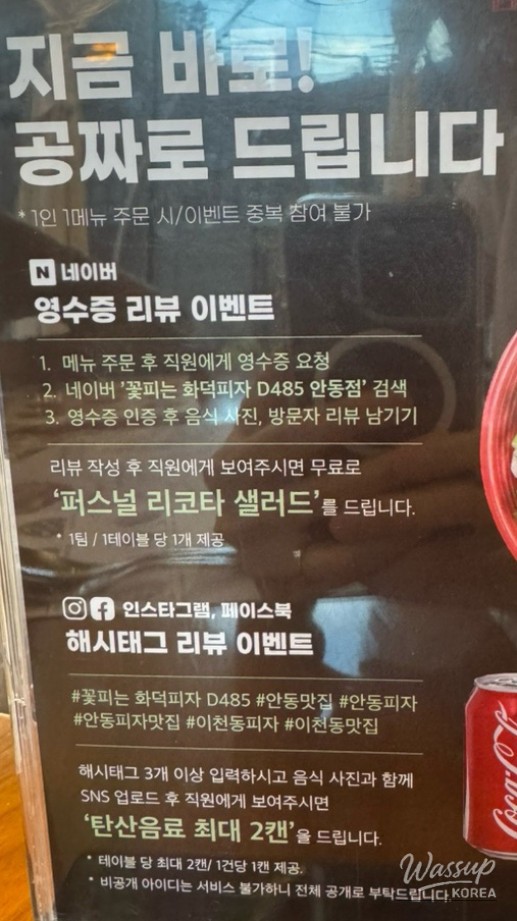 지금 바로!
공짜로 드립니다
* 1인 1메뉴 주문 시/이벤트 중복 참여 불가
N 네이버
영수증 리뷰 이벤트
1. 메뉴 주문 후 직원에게 영수증 요청
2. 네이버 '꽃피는 화덕피자 D485 안동점' 검색
3. 영수증 인증 후 음식 사진, 방문자 리뷰 남기기
리뷰 작성 후 직원에게 보여주시면 무료로
'퍼스널 리코타 샐러드'를 드립니다.
* 1팀 / 1테이블 당 1개 제공
인스타그램, 페이스북
해시태그 리뷰 이벤트
#꽃피는 화덕피자 D485 #안동맛집 #안동피자
#안동피자맛집 #이천동피자 #이천동맛집
해시태그 3개 이상 입력하시고 음식 사진과 함께
SNS 업로드 후 직원에게 보여주시면
'탄산음료 최대 2캔'을 드립니다.
* 테이블 당 최대 2캔/ 1건당 1캔 제공.
* 비공개 아이디는 서비스 불가하니 전체 공개로 부탁드립니다.
Coca-Cola
Wassup
KOREA